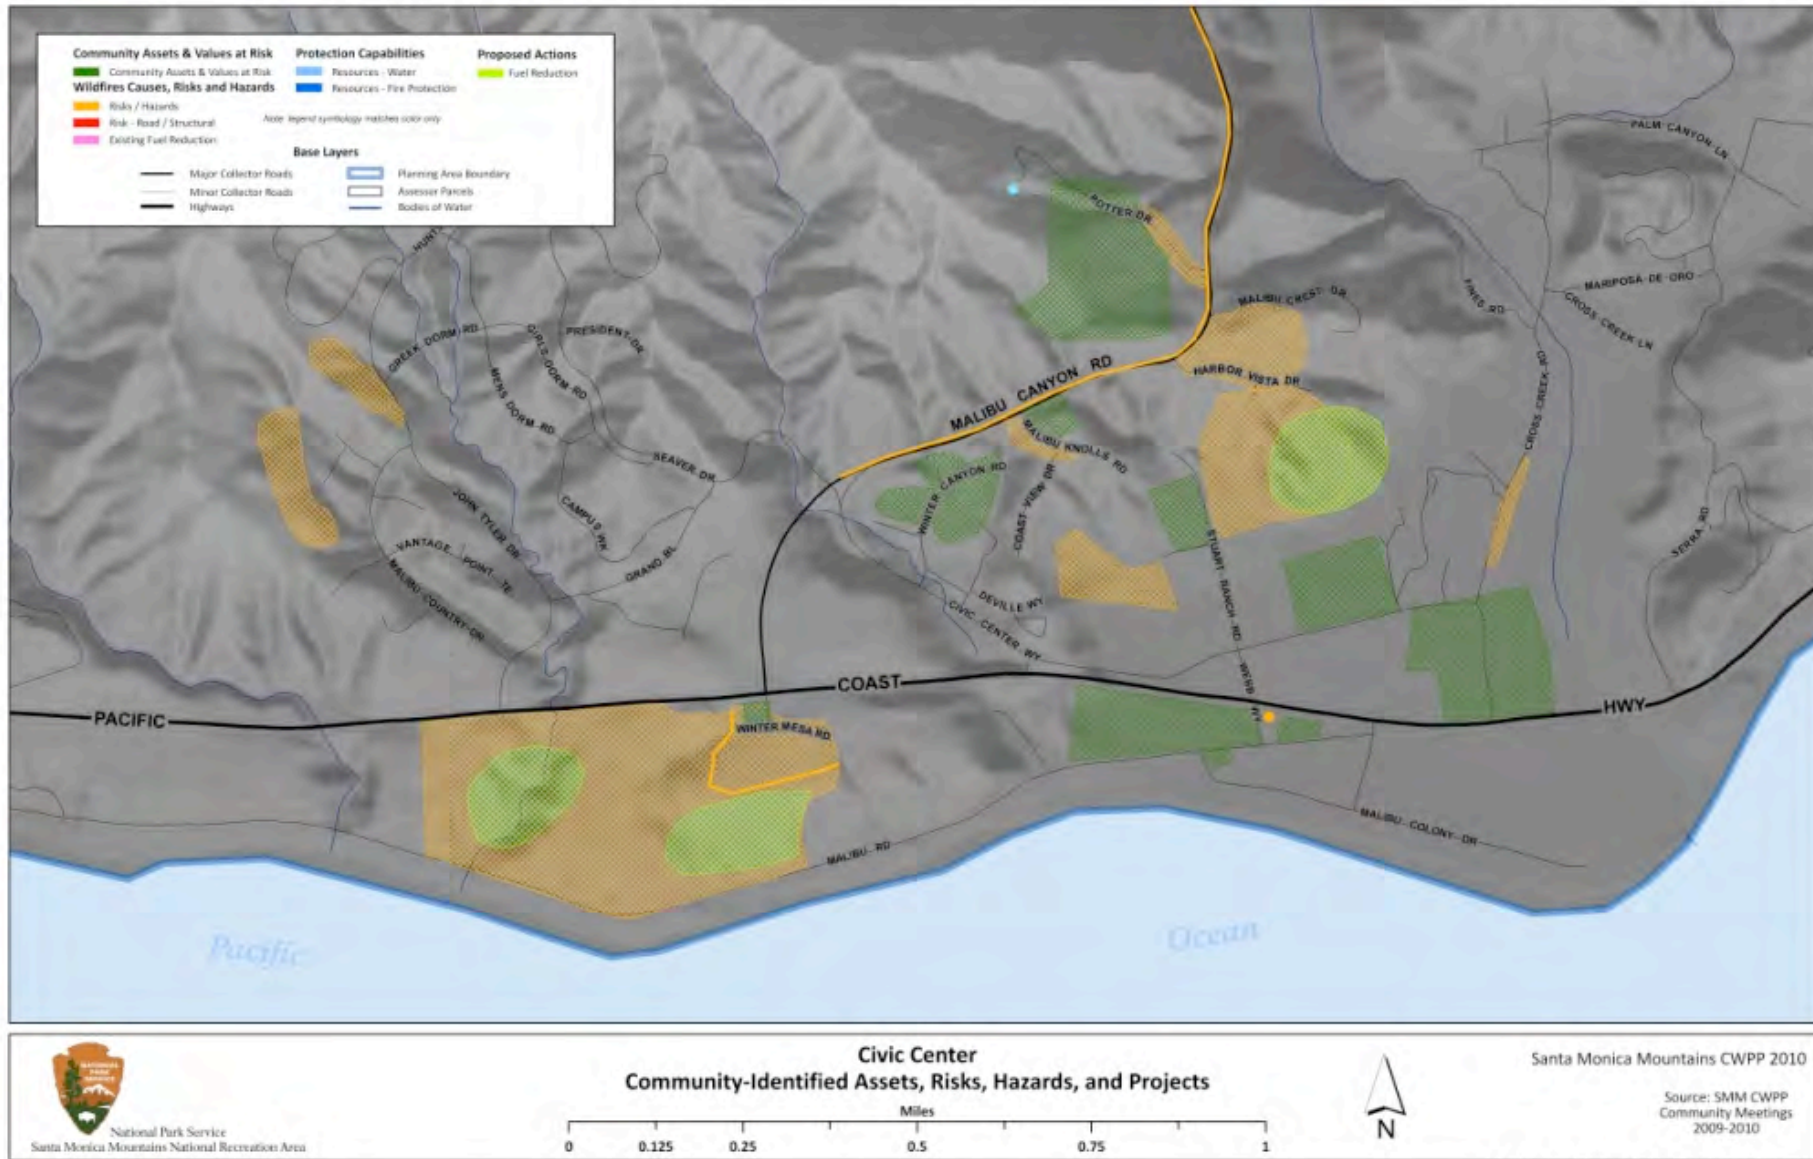 Community Assets & Values at Risk
Community Assets & Values at Risk
Wildfires Causes, Risks and Hazards
Risks / Hazards
Risk - Road / Structural
Existing Fuel Reduction
Protection Capabilities
Resources - Water
Resources - Fire Protection
Proposed Actions
Fuel Reduction
Note: legend symbology matches color only
Base Layers
Major Collector Roads
Minor Collector Roads
Highways
Planning Area Boundary
Assessor Parcels
Bodies of Water
PALM CANYON LN
POTTER DR
MARIPOSA DE ORO
CROSS CREEK LN
MALIBU CREST DR
GREEK DORM RD
GIRLS DORM RD
PRESIDENT DR
MENS DORM RD
MALIBU CANYON RD
HARBOR VISTA DR
CROSS CREEK RD
MALIBU KNOLLS RD
SEAVER DR
WINTER CANYON RD
COAST VIEW DR
JOHN TYLER DR
CAMPUS WK
VANTAGE POINT TE
GRAND BL
MALIBU COUNTRY DR
STUART RANCH RD
SERRA RD
DEVILLE WY
CIVIC CENTER WY
WEBB WY
PACIFIC COAST HWY
WINTER MESA RD
MALIBU RD
MALIBU COLONY DR
Pacific Ocean
NATIONAL PARK SERVICE
National Park Service
Santa Monica Mountains National Recreation Area
Civic Center
Community-Identified Assets, Risks, Hazards, and Projects
Miles
0 0.125 0.25 0.5 0.75 1
N
Santa Monica Mountains CWPP 2010
Source: SMM CWPP
Community Meetings
2009-2010